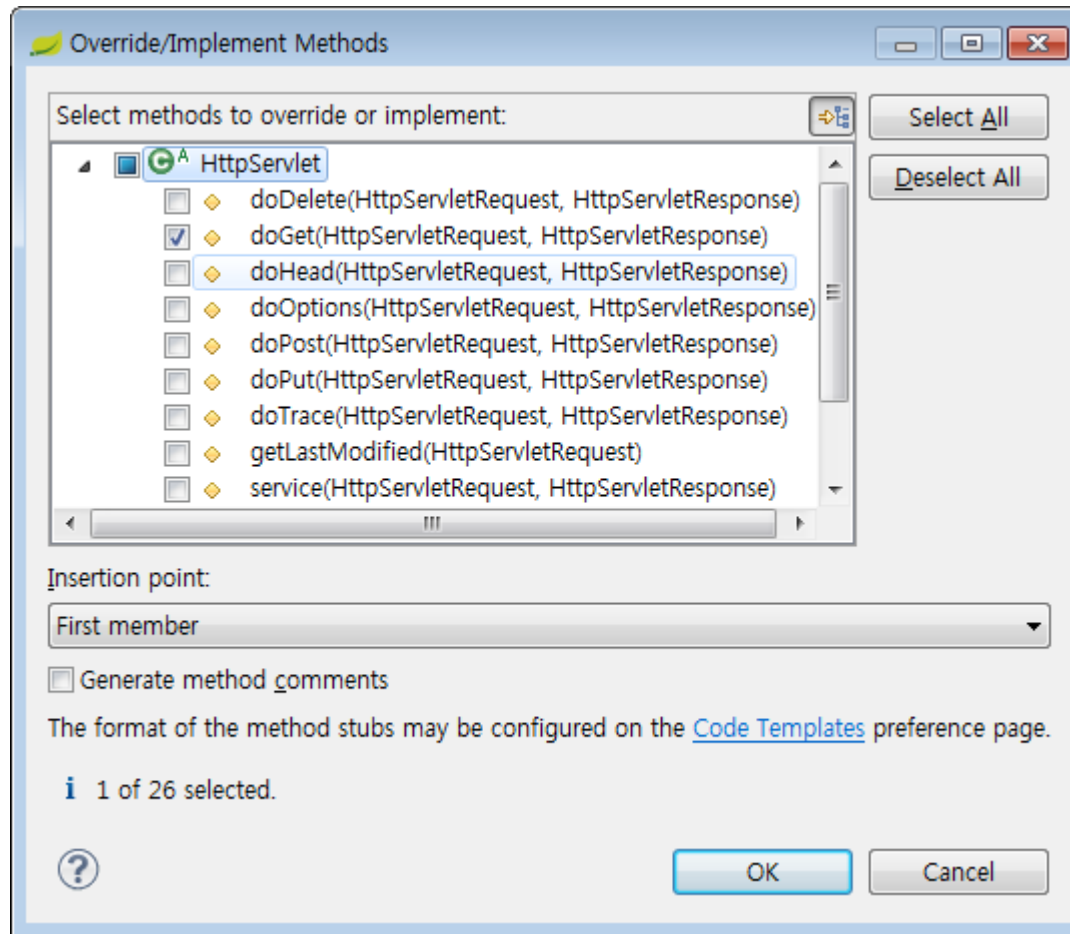 Override/Implement Methods
Select methods to override or implement:
Select All
Deselect All
C A HttpServlet
doDelete(HttpServletRequest, HttpServletResponse)
doGet(HttpServletRequest, HttpServletResponse)
doHead(HttpServletRequest, HttpServletResponse)
doOptions(HttpServletRequest, HttpServletResponse)
doPost(HttpServletRequest, HttpServletResponse)
doPut(HttpServletRequest, HttpServletResponse)
doTrace(HttpServletRequest, HttpServletResponse)
getLastModified(HttpServletRequest)
service(HttpServletRequest, HttpServletResponse)
Insertion point:
First member
Generate method comments
The format of the method stubs may be configured on the Code Templates preference page.
i 1 of 26 selected.
? OK Cancel